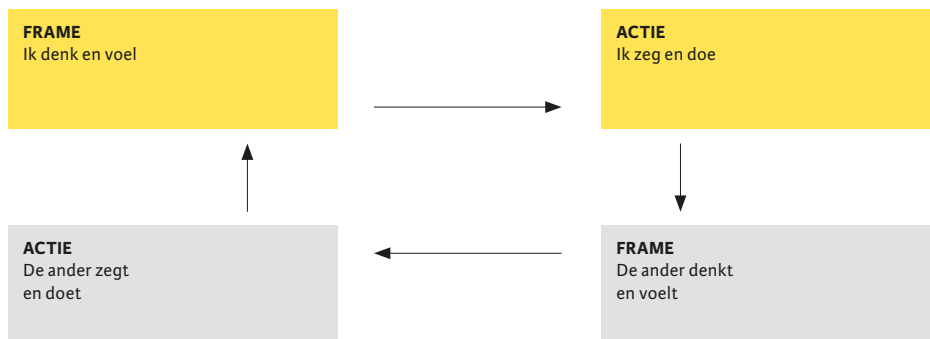 FRAME
Ik denk en voel
ACTIE
Ik zeg en doe
ACTIE
De ander zegt
en doet
FRAME
De ander denkt
en voelt